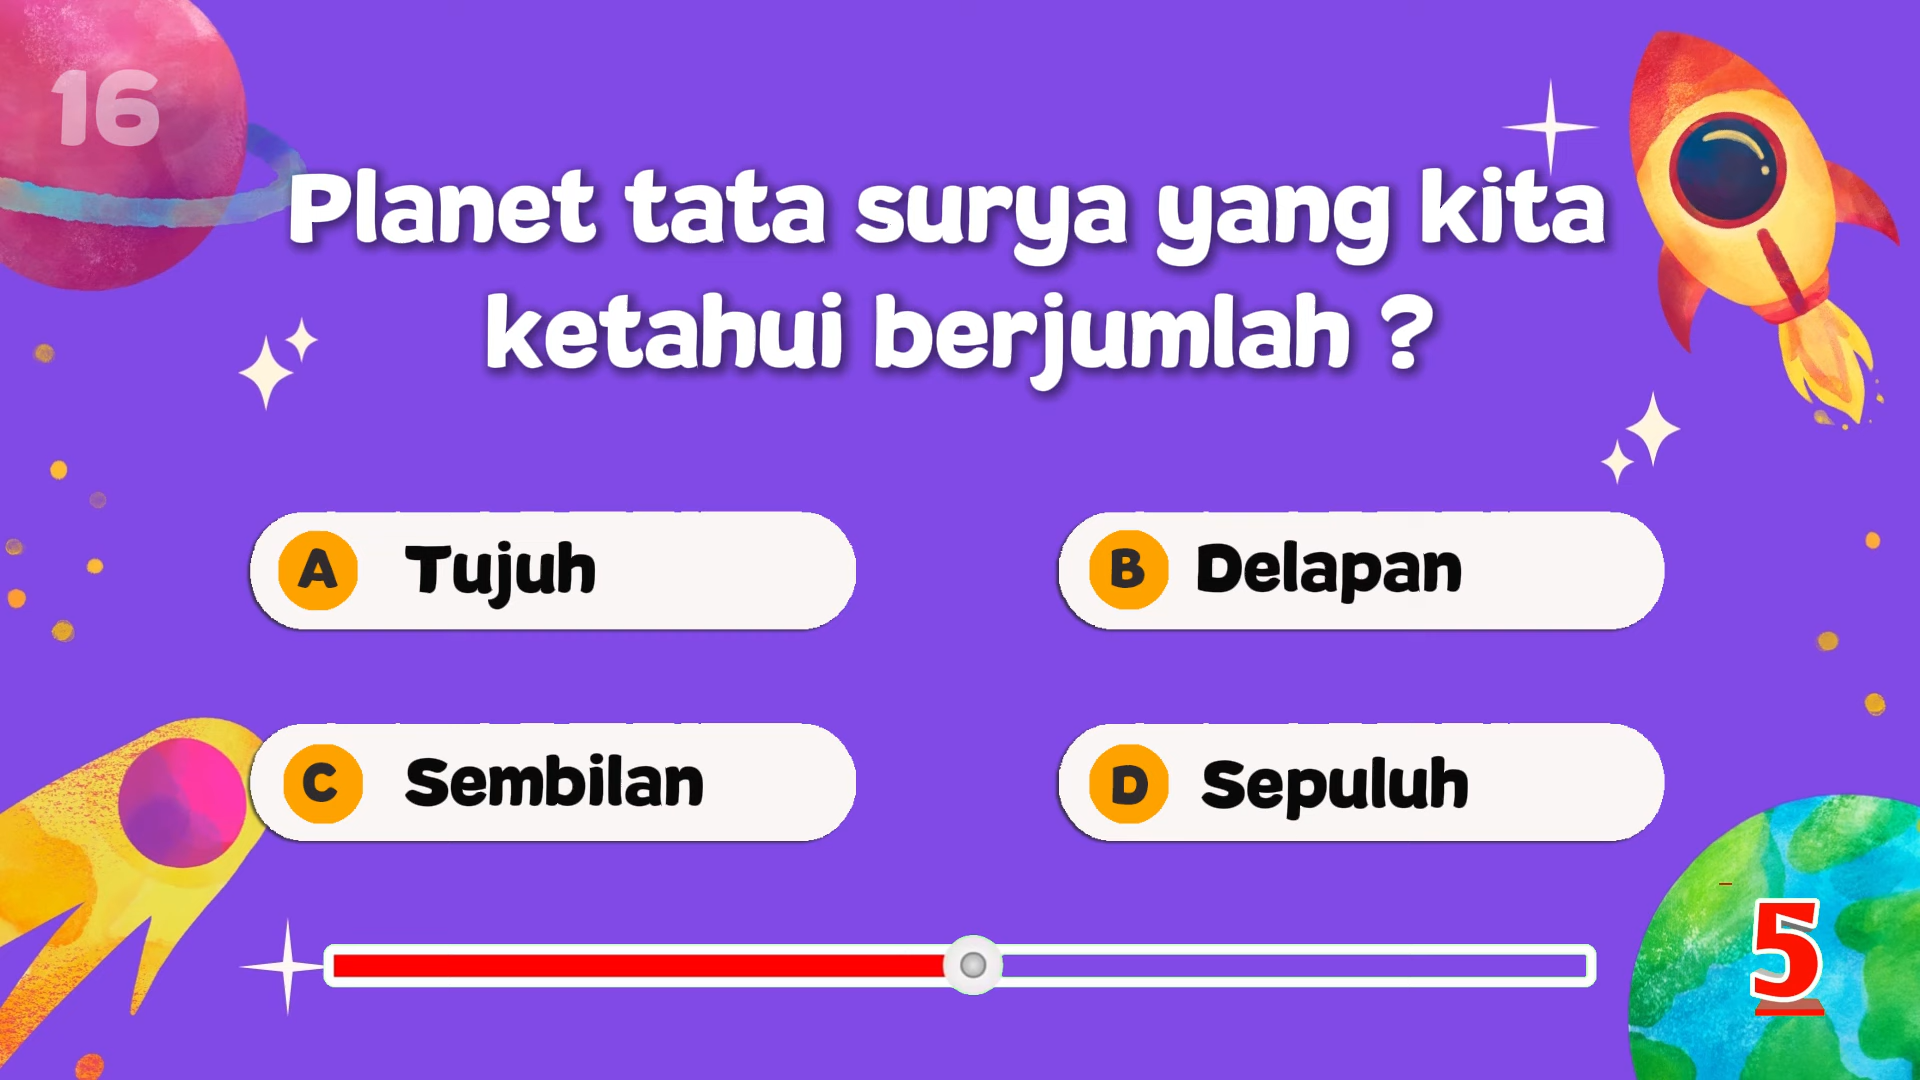 16
Planet tata surya yang kita
ketahui berjumlah ?
A Tujuh
B Delapan
C Sembilan
D Sepuluh
5